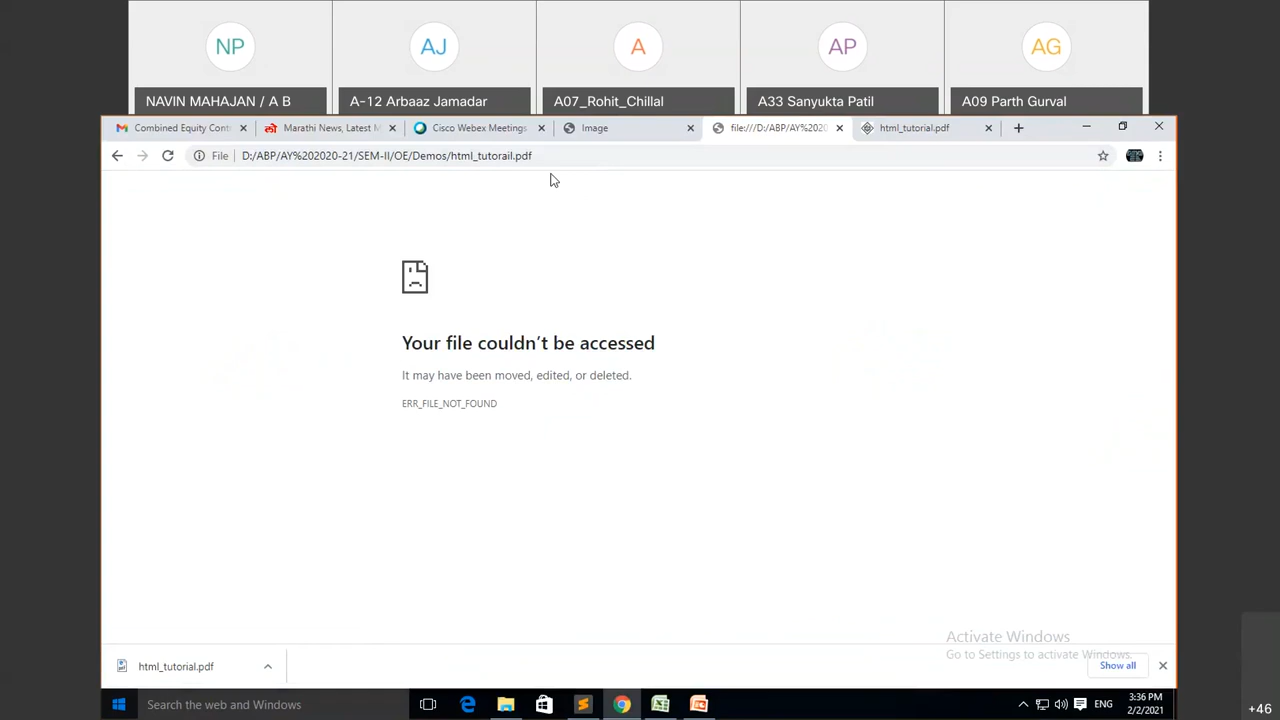 NP
AJ
A
AP
AG
NAVIN MAHAJAN / A B
A-12 Arbaaz Jamadar
A07_Rohit_Chillal
A33 Sanyukta Patil
A09 Parth Gurval
Combined Equity Cont
Marathi News, Latest M
Cisco Webex Meetings
Image
file:///D:/ABP/AY%2020
html_tutorial.pdf
File
D:/ABP/AY%202020-21/SEM-II/OE/Demos/html_tutorail.pdf
Your file couldn't be accessed
It may have been moved, edited, or deleted.
ERR_FILE_NOT_FOUND
Activate Windows
Go to Settings to activate Windows.
html_tutorial.pdf
Show all
Search the web and Windows
ENG
3:36 PM
2/2/2021
+46